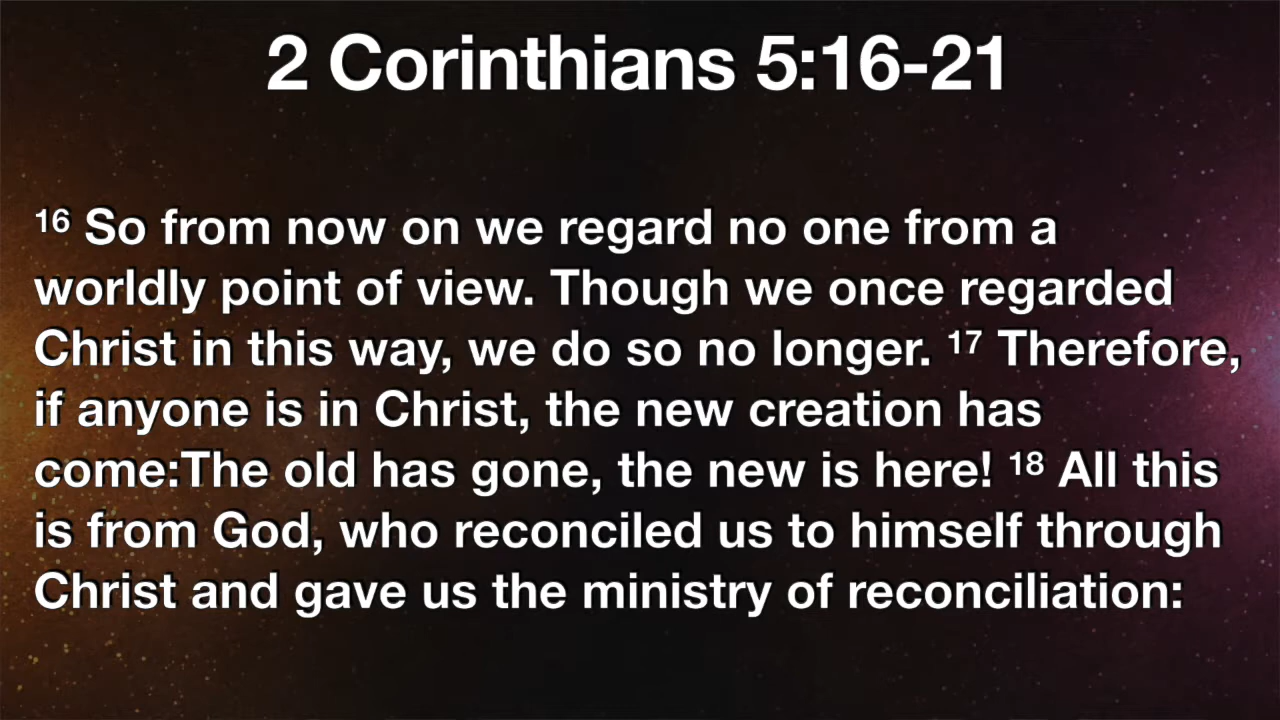 2 Corinthians 5:16-21
¹⁶ So from now on we regard no one from a
worldly point of view. Though we once regarded
Christ in this way, we do so no longer. ¹⁷ Therefore,
if anyone is in Christ, the new creation has
come:The old has gone, the new is here! ¹⁸ All this
is from God, who reconciled us to himself through
Christ and gave us the ministry of reconciliation: